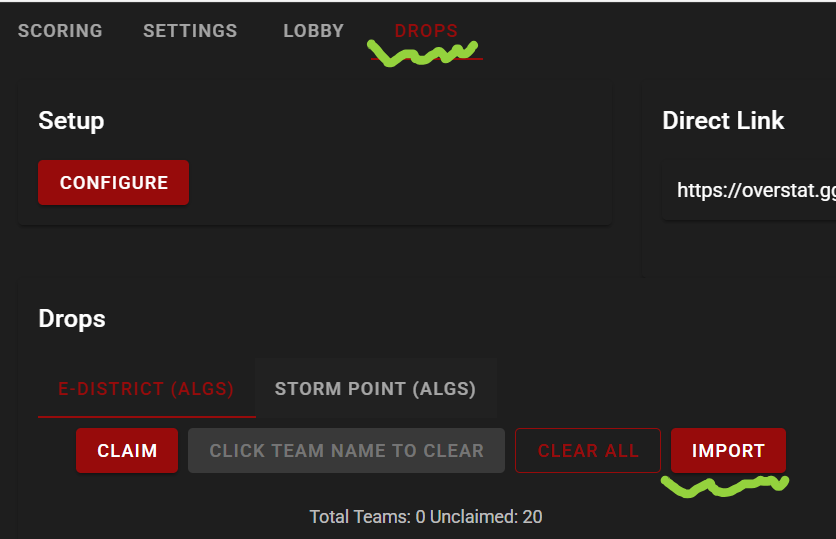 SCORING SETTINGS LOBBY DROPS
Setup
Direct Link
CONFIGURE
https://overstat.gg
Drops
E-DISTRICT (ALGS) STORM POINT (ALGS)
CLAIM CLICK TEAM NAME TO CLEAR CLEAR ALL IMPORT
Total Teams: 0 Unclaimed: 20